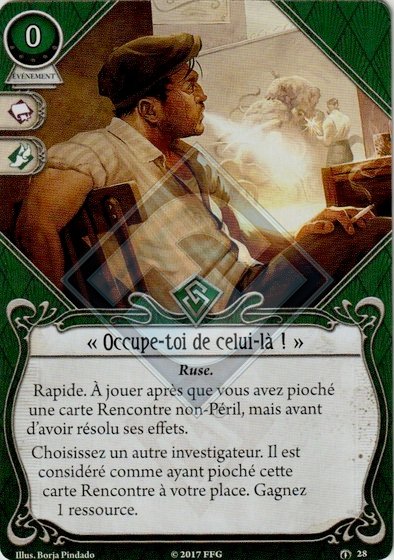 0
ÉVÉNEMENT
« Occupe-toi de celui-là ! »
Ruse.
Rapide. À jouer après que vous avez pioché
une carte Rencontre non-Péril, mais avant
d'avoir résolu ses effets.
Choisissez un autre investigateur. Il est
considéré comme ayant pioché cette
carte Rencontre à votre place. Gagnez
1 ressource.
Illus. Borja Pindado
© 2017 FFG
28